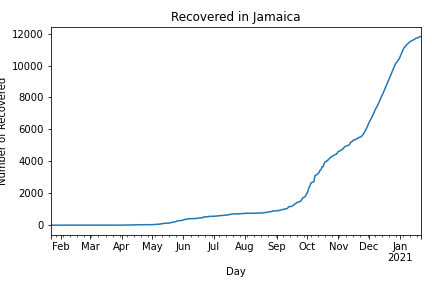 Recovered in Jamaica
Number of Recovered
12000
10000
8000
6000
4000
2000
0
Feb Mar Apr May Jun Jul Aug Sep Oct Nov Dec Jan
2021
Day